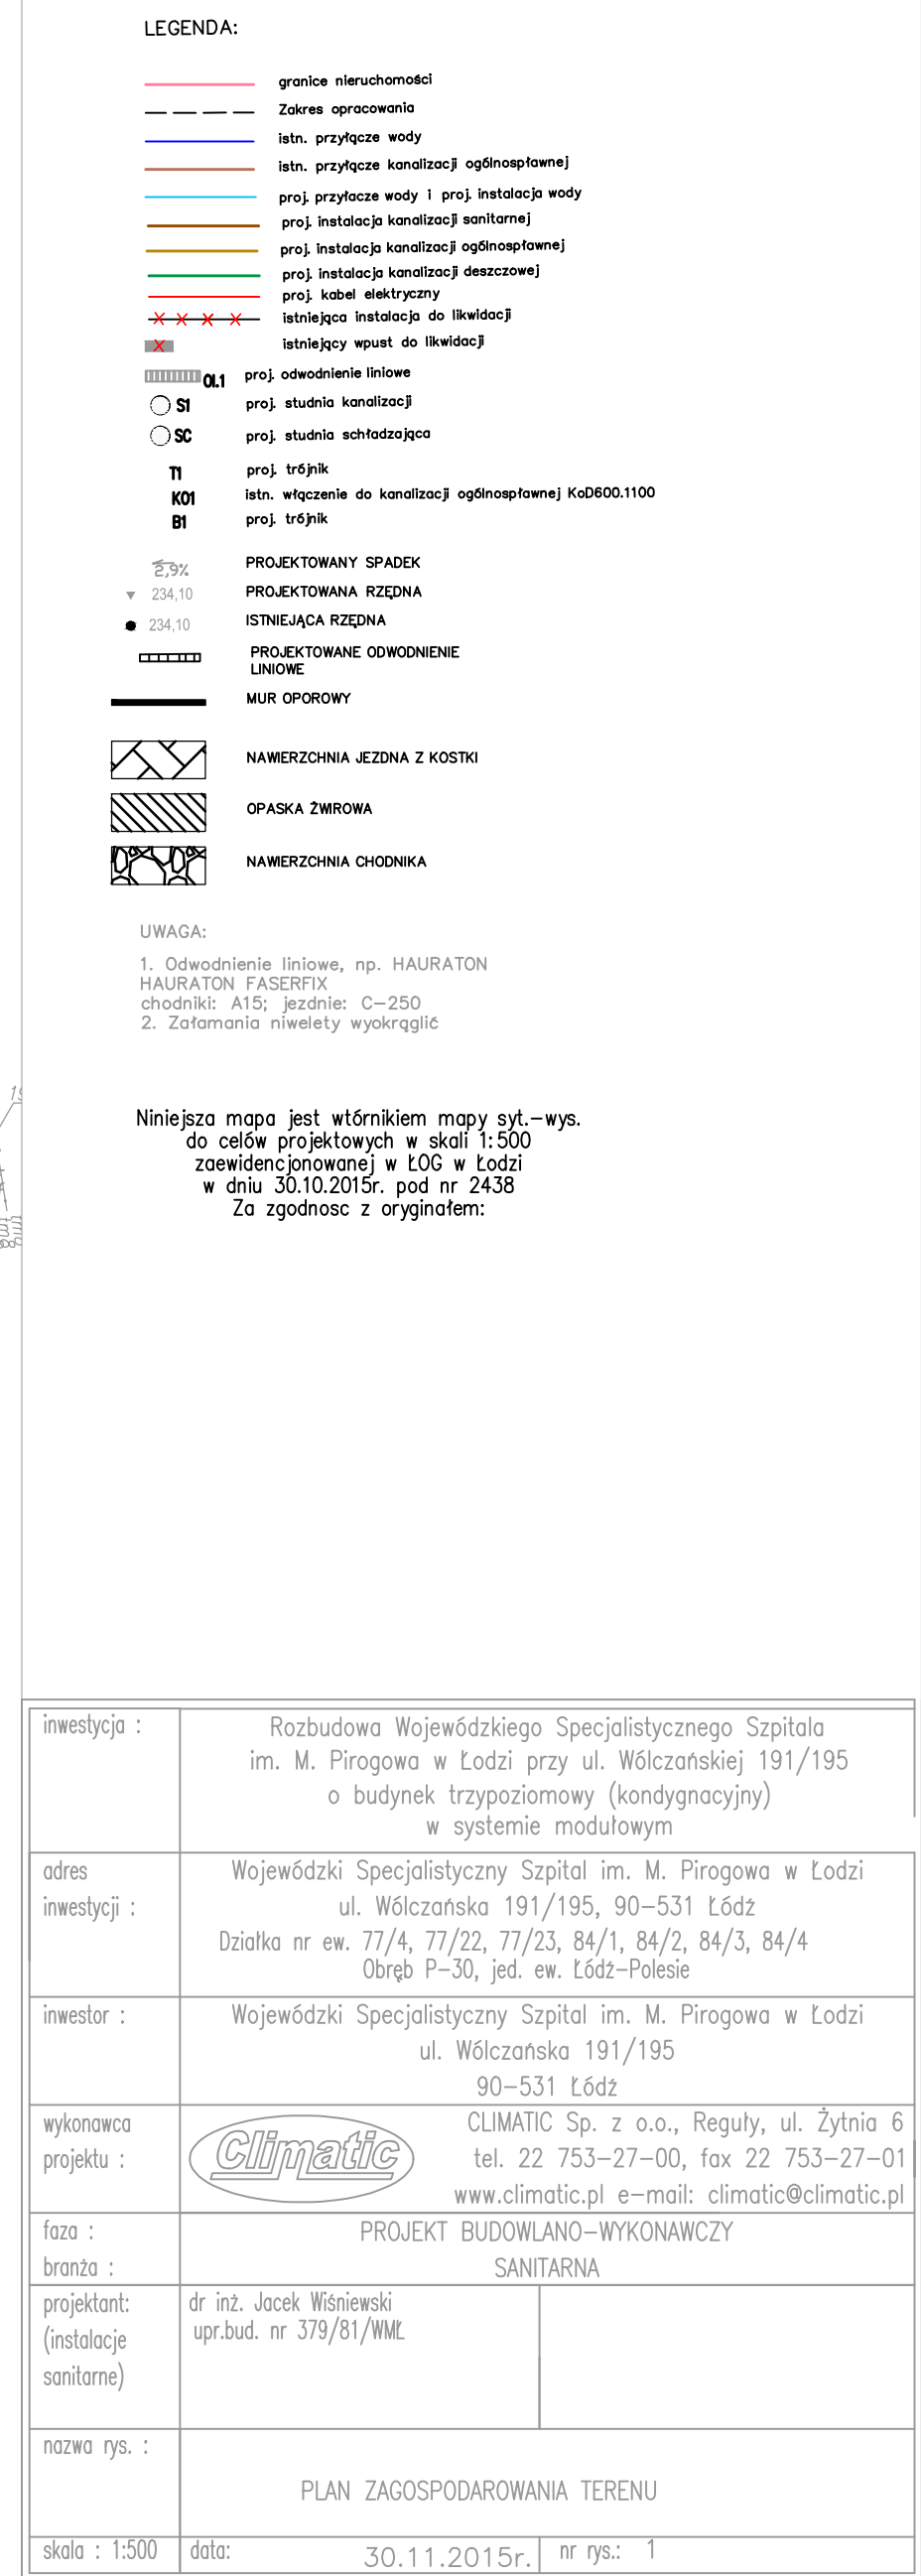 LEGENDA:
granice nieruchomości
Zakres opracowania
istn. przyłącze wody
istn. przyłącze kanalizacji ogólnospławnej
proj. przyłacze wody i proj. instalacja wody
proj. instalacja kanalizacji sanitarnej
proj. instalacja kanalizacji ogólnospławnej
proj. instalacja kanalizacji deszczowej
proj. kabel elektryczny
istniejąca instalacja do likwidacji
istniejący wpust do likwidacji
Ol.1 proj. odwodnienie liniowe
S1 proj. studnia kanalizacji
SC proj. studnia schładzająca
T1 proj. trójnik
K01 istn. włączenie do kanalizacji ogólnospławnej KoD600.1100
B1 proj. trójnik
2,9% PROJEKTOWANY SPADEK
234,10 PROJEKTOWANA RZĘDNA
234,10 ISTNIEJĄCA RZĘDNA
PROJEKTOWANE ODWODNIENIE
LINIOWE
MUR OPOROWY
NAWIERZCHNIA JEZDNA Z KOSTKI
OPASKA ŻWIROWA
NAWIERZCHNIA CHODNIKA
UWAGA:
1. Odwodnienie liniowe, np. HAURATON
HAURATON FASERFIX
chodniki: A15; jezdnie: C-250
2. Załamania niwelety wyokrąglić
Niniejsza mapa jest wtórnikiem mapy syt.-wys.
do celów projektowych w skali 1:500
zaewidencjonowanej w ŁOG w Łodzi
w dniu 30.10.2015r. pod nr 2438
Za zgodnosc z oryginałem:
inwestycja : Rozbudowa Wojewódzkiego Specjalistycznego Szpitala
im. M. Pirogowa w Łodzi przy ul. Wólczańskiej 191/195
o budynek trzypoziomowy (kondygnacyjny)
w systemie modułowym
adres Wojewódzki Specjalistyczny Szpital im. M. Pirogowa w Łodzi
inwestycji : ul. Wólczańska 191/195, 90-531 Łódź
Działka nr ew. 77/4, 77/22, 77/23, 84/1, 84/2, 84/3, 84/4
Obręb P-30, jed. ew. Łódź-Polesie
inwestor : Wojewódzki Specjalistyczny Szpital im. M. Pirogowa w Łodzi
ul. Wólczańska 191/195
90-531 Łódź
wykonawca CLIMATIC Sp. z o.o., Reguły, ul. Żytnia 6
projektu : Climatic tel. 22 753-27-00, fax 22 753-27-01
www.climatic.pl e-mail: climatic@climatic.pl
faza : PROJEKT BUDOWLANO-WYKONAWCZY
branża : SANITARNA
projektant: dr inż. Jacek Wiśniewski
(instalacje upr.bud. nr 379/81/WMŁ
sanitarne)
nazwa rys. :
PLAN ZAGOSPODAROWANIA TERENU
skala : 1:500 data: 30.11.2015r. nr rys.: 1